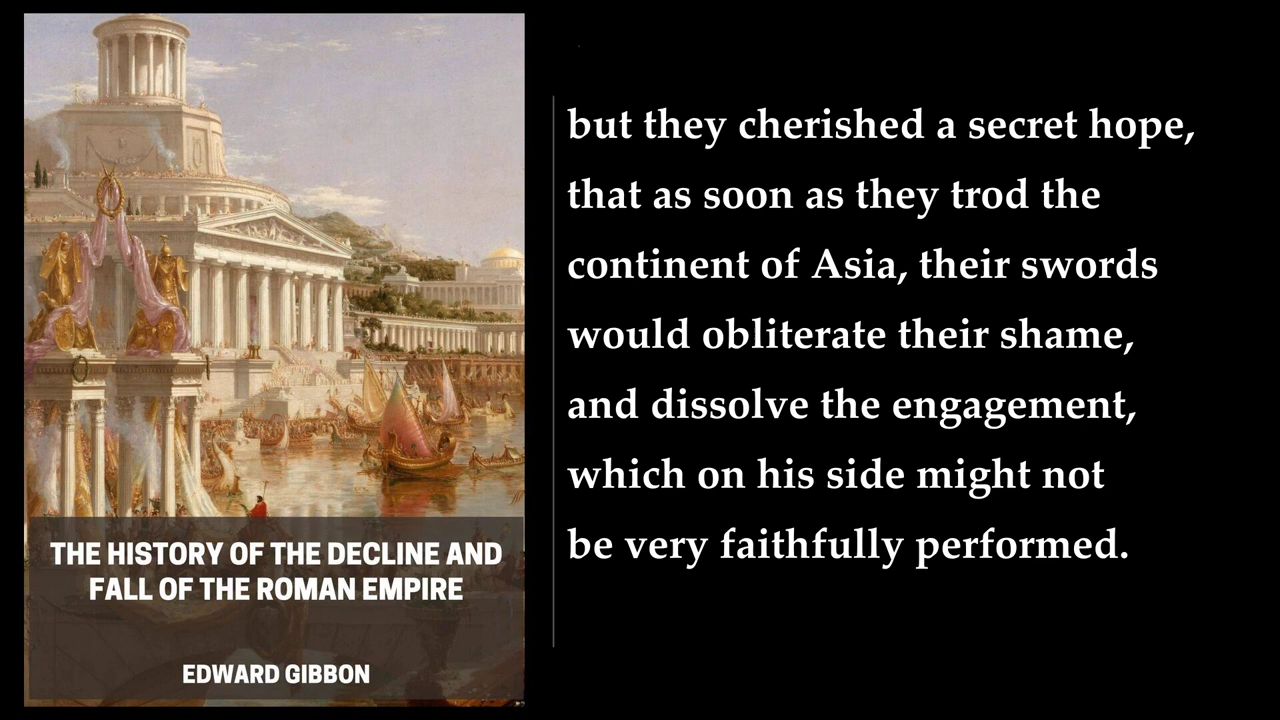 THE HISTORY OF THE DECLINE AND
FALL OF THE ROMAN EMPIRE
EDWARD GIBBON
but they cherished a secret hope,
that as soon as they trod the
continent of Asia, their swords
would obliterate their shame,
and dissolve the engagement,
which on his side might not
be very faithfully performed.